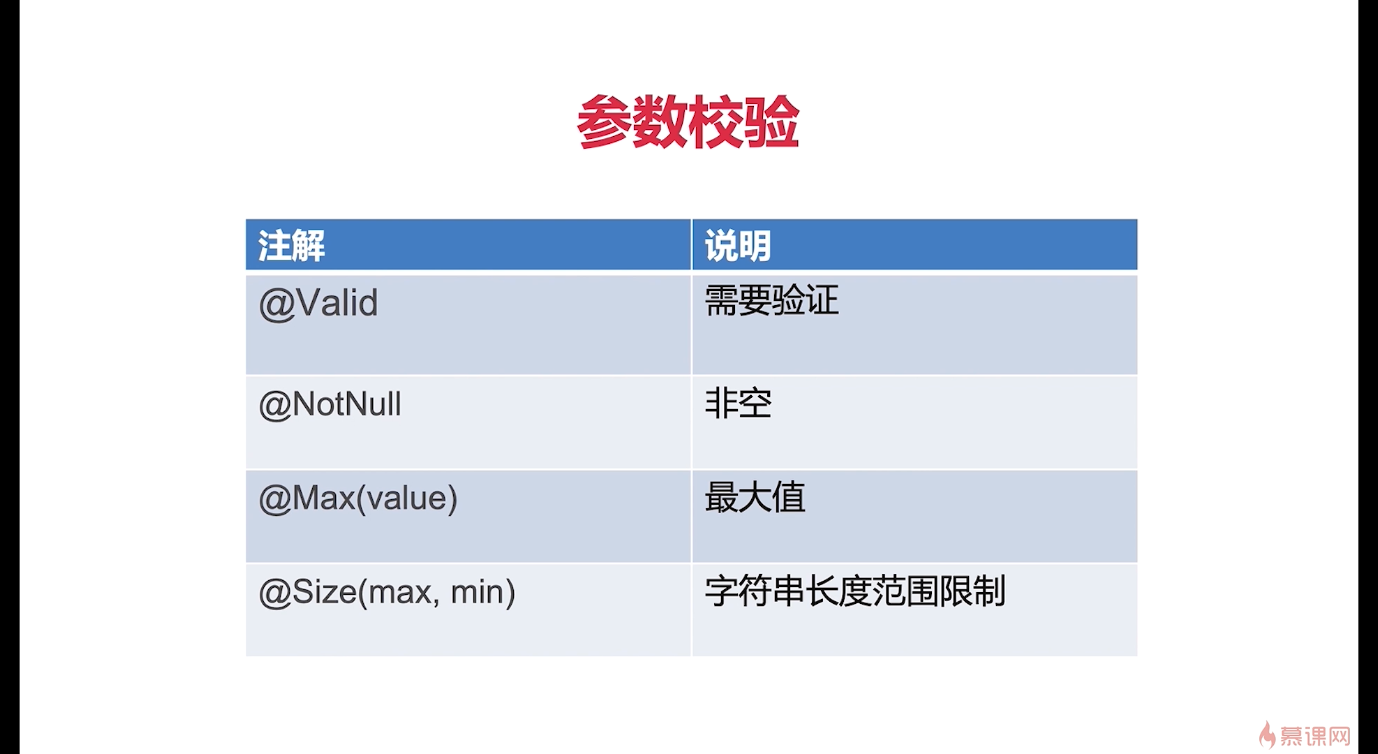 参数校验
注解 说明
@Valid 需要验证
@NotNull 非空
@Max(value) 最大值
@Size(max, min) 字符串长度范围限制
慕课网